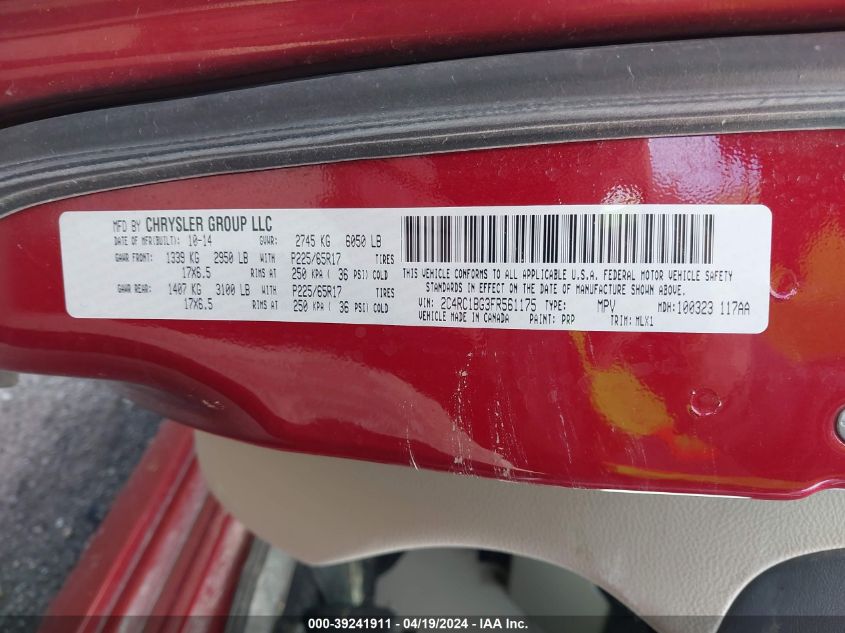 MFD BY CHRYSLER GROUP LLC
DATE OF MFR(BUILT): 10-14 GVWR: 2745 KG 6050 LB
GAWR FRONT: 1339 KG 2950 LB WITH P225/65R17 TIRES
17X6.5 RIMS AT 250 KPA ( 36 PSI) COLD
GAWR REAR: 1407 KG 3100 LB WITH P225/65R17 TIRES
17X6.5 RIMS AT 250 KPA ( 36 PSI) COLD
THIS VEHICLE CONFORMS TO ALL APPLICABLE U.S.A. FEDERAL MOTOR VEHICLE SAFETY
STANDARDS IN EFFECT ON THE DATE OF MANUFACTURE SHOWN ABOVE.
VIN: 2C4RC1BG3FR561175 TYPE: MPV MDH:100323 117AA
VEHICLE MADE IN CANADA PAINT: PRP TRIM: MLX1
000-39241911 - 04/19/2024 - IAA Inc.